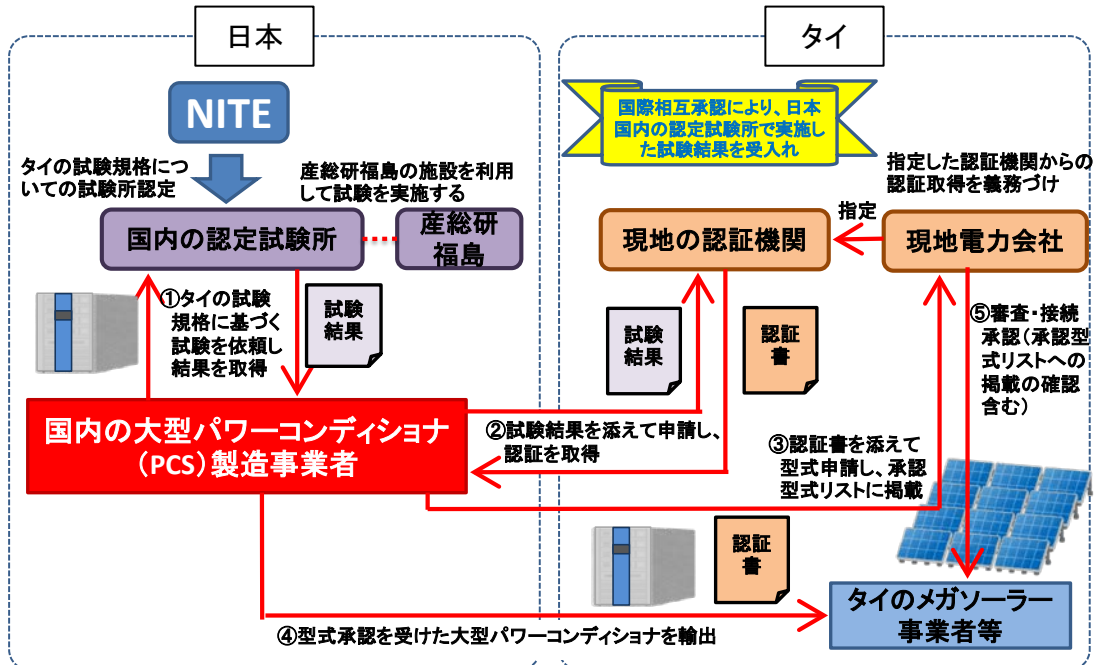 日本
タイ
NITE
国際相互承認により、日本
国内の認定試験所で実施し
た試験結果を受入れ
タイの試験規格につ
いての試験所認定
産総研福島の施設を利用
して試験を実施する
指定した認証機関からの
認証取得を義務づけ
国内の認定試験所
産総研
福島
現地の認証機関
指定
現地電力会社
①タイの試験
規格に基づく
試験を依頼し
結果を取得
試験
結果
試験
結果
認証
書
⑤審査・接続
承認(承認型
式リストへの
掲載の確認
含む)
国内の大型パワーコンディショナ
(PCS)製造事業者
②試験結果を添えて申請し、
認証を取得
③認証書を添えて
型式申請し、承認
型式リストに掲載
認証
書
タイのメガソーラー
事業者等
④型式承認を受けた大型パワーコンディショナを輸出